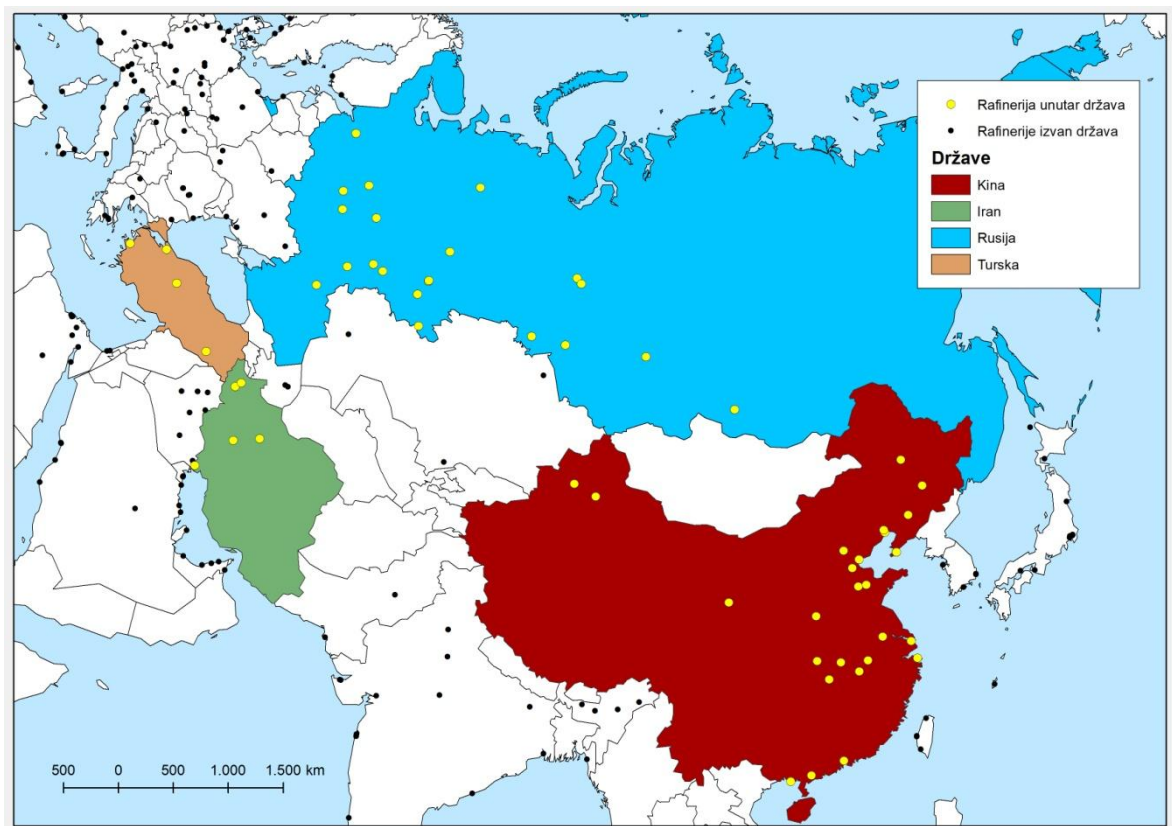 Rafinerija unutar država
Rafinerije izvan država
Države
Kina
Iran
Rusija
Turska
500 0 500 1.000 1.500 km